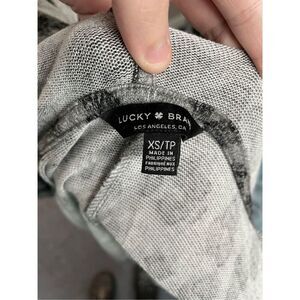 LUCKY BRA
LOS ANGELES, CA
XS/TP
MADE IN
PHILIPPINES
FABRIQUÉ AUX
PHILIPPINES